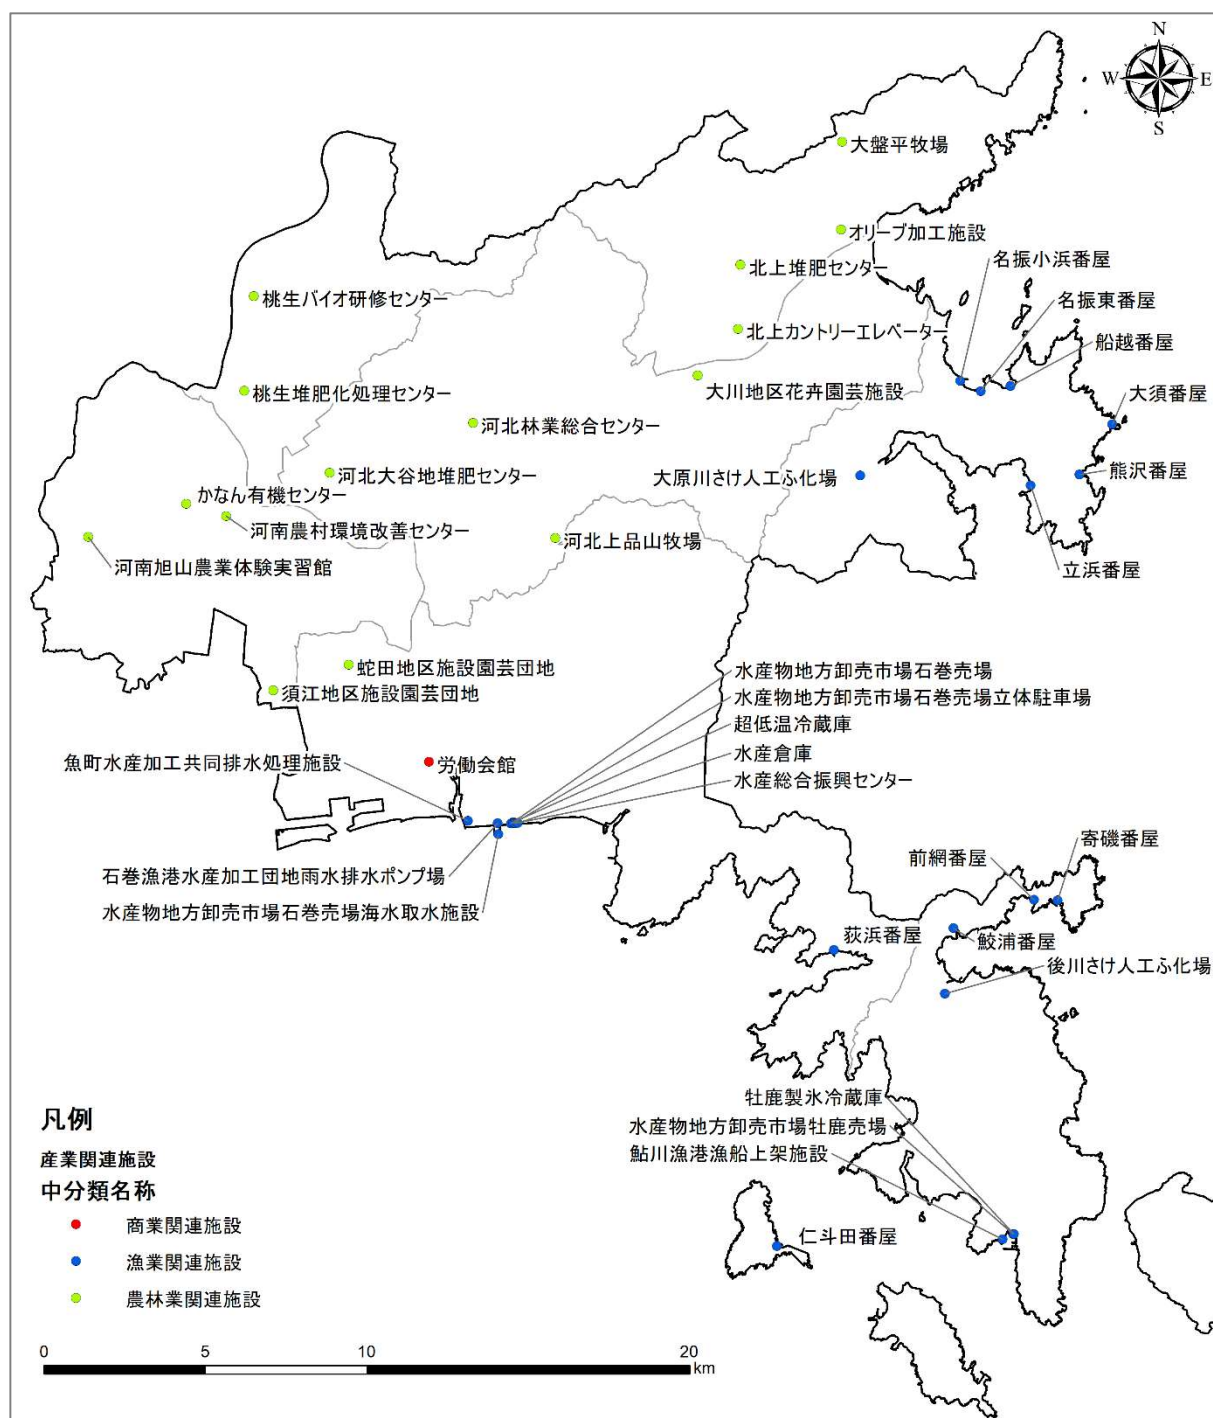 N
W
E
S
大盤平牧場
オリーブ加工施設
北上堆肥センター
名振小浜番屋
桃生バイオ研修センター
名振東番屋
北上カントリーエレベーター
船越番屋
桃生堆肥化処理センター
大川地区花卉園芸施設
大須番屋
河北林業総合センター
河北大谷地堆肥センター
大原川さけ人工ふ化場
熊沢番屋
かなん有機センター
河南農村環境改善センター
河北上品山牧場
河南旭山農業体験実習館
立浜番屋
蛇田地区施設園芸団地
水産物地方卸売市場石巻売場
須江地区施設園芸団地
水産物地方卸売市場石巻売場立体駐車場
超低温冷蔵庫
魚町水産加工共同排水処理施設
労働会館
水産倉庫
水産総合振興センター
石巻漁港水産加工団地雨水排水ポンプ場
水産物地方卸売市場石巻売場海水取水施設
寄磯番屋
前網番屋
荻浜番屋
鮫浦番屋
後川さけ人工ふ化場
牡鹿製氷冷蔵庫
水産物地方卸売市場牡鹿売場
鮎川漁港漁船上架施設
仁斗田番屋
凡例
産業関連施設
中分類名称
商業関連施設
漁業関連施設
農林業関連施設
0 5 10 20
km